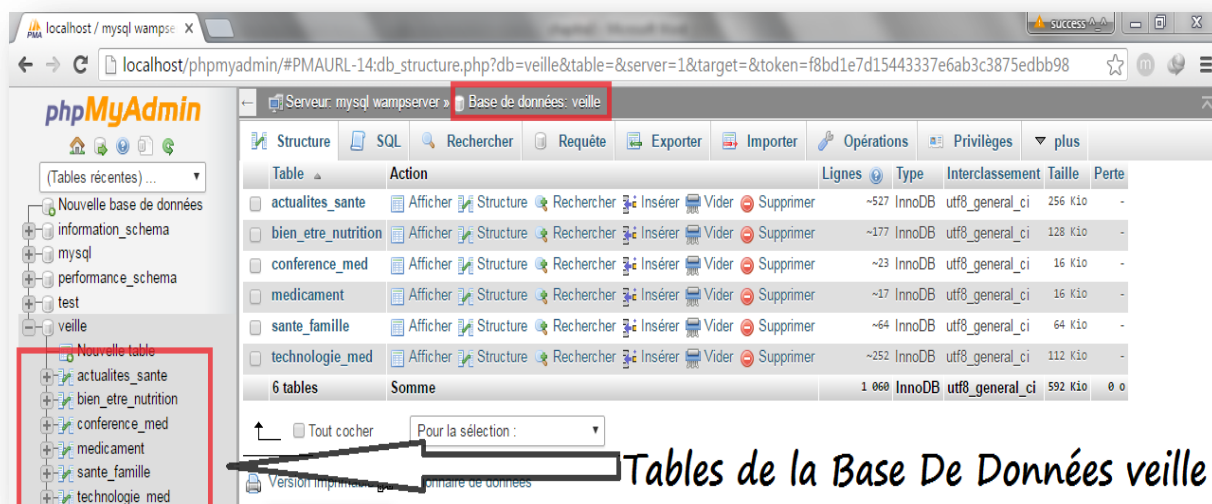 localhost / mysql wampse
success ^_^
localhost/phpmyadmin/#PMAURL-14:db_structure.php?db=veille&table=&server=1&target=&token=f8bd1e7d15443337e6ab3c3875edbb98
phpMyAdmin
(Tables récentes) ...
Nouvelle base de données
information_schema
mysql
performance_schema
test
veille
Nouvelle table
actualites_sante
bien_etre_nutrition
conference_med
medicament
sante_famille
technologie_med
Serveur: mysql wampserver » Base de données: veille
Structure SQL Rechercher Requête Exporter Importer Opérations Privilèges plus
Table Action Lignes Type Interclassement Taille Perte
actualites_sante Afficher Structure Rechercher Insérer Vider Supprimer ~527 InnoDB utf8_general_ci 256 Kio -
bien_etre_nutrition Afficher Structure Rechercher Insérer Vider Supprimer ~177 InnoDB utf8_general_ci 128 Kio -
conference_med Afficher Structure Rechercher Insérer Vider Supprimer ~23 InnoDB utf8_general_ci 16 Kio -
medicament Afficher Structure Rechercher Insérer Vider Supprimer ~17 InnoDB utf8_general_ci 16 Kio -
sante_famille Afficher Structure Rechercher Insérer Vider Supprimer ~64 InnoDB utf8_general_ci 64 Kio -
technologie_med Afficher Structure Rechercher Insérer Vider Supprimer ~252 InnoDB utf8_general_ci 112 Kio -
6 tables Somme 1 060 InnoDB utf8_general_ci 592 Kio 0 o
Tout cocher Pour la sélection :
Version de données
Tables de la Base De Données veille